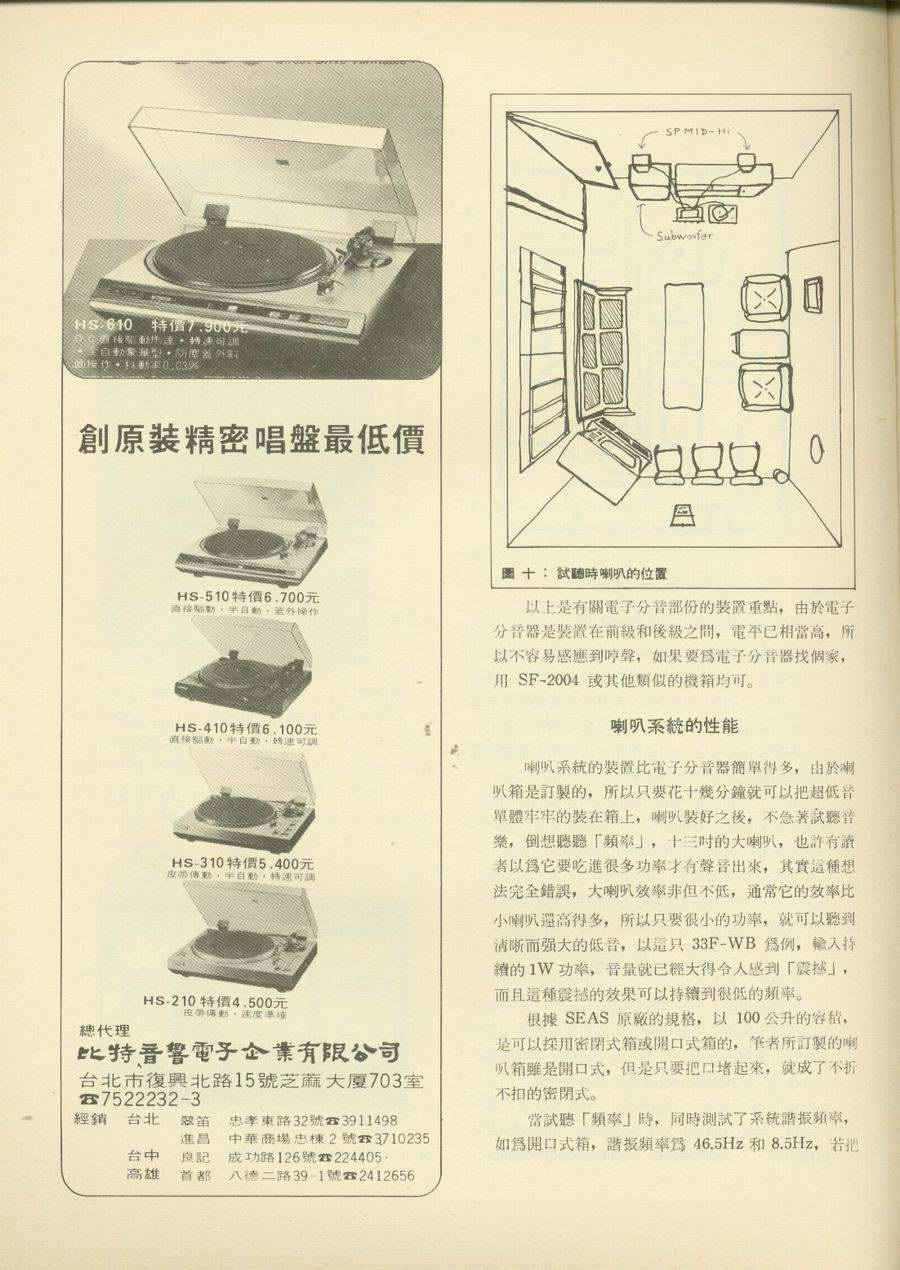 HS-610 特價7.900元
D.C直接驅動馬達・轉速可調
・全自動豪華型・防塵蓋外斜
面操作・抖動率0.03%
創原裝精密唱盤最低價
HS-510特價6.700元
直接驅動・半自動・蓋外操作
HS-410特價6.100元
直接驅動・半自動・轉速可調
HS-310特價5.400元
皮帶傳動・半自動・轉速可調
HS-210特價4.500元
皮帶傳動・速度準確
總代理
比特音響電子企業有限公司
台北市復興北路15號芝蔴大厦703室
☎7522232-3
經銷 台北 翠笛 忠孝東路32號☎3911498
進昌 中華商場忠棟2號☎3710235
台中 良記 成功路126號☎224405
高雄 首都 八德二路39-1號☎2412656
SP MID-Hi
Subwoofer
圖十：試聽時喇叭的位置
以上是有關電子分音部份的裝置重點，由於電子
分音器是裝置在前級和後級之間，電平已相當高，所
以不容易感應到哼聲，如果要爲電子分音器找個家，
用 SF-2004 或其他類似的機箱均可。
喇叭系統的性能
喇叭系統的裝置比電子分音器簡單得多，由於喇
叭箱是訂製的，所以只要花十幾分鐘就可以把超低音
單體牢牢的裝在箱上，喇叭裝好之後，不急著試聽音
樂，倒想聽聽「頻率」，十三吋的大喇叭，也許有讀
者以爲它要吃進很多功率才有聲音出來，其實這種想
法完全錯誤，大喇叭效率非但不低，通常它的效率比
小喇叭還高得多，所以只要很小的功率，就可以聽到
清晰而强大的低音，以這只 33F-WB 爲例，輸入持
續的1W功率，音量就已經大得令人感到「震撼」，
而且這種震撼的效果可以持續到很低的頻率。
根據 SEAS 原廠的規格，以 100公升的容積，
是可以採用密閉式箱或開口式箱的，筆者所訂製的喇
叭箱雖是開口式，但是只要把口堵起來，就成了不折
不扣的密閉式。
當試聽「頻率」時，同時測試了系統諧振頻率，
如爲開口式箱，諧振頻率爲 46.5Hz 和 8.5Hz，若把